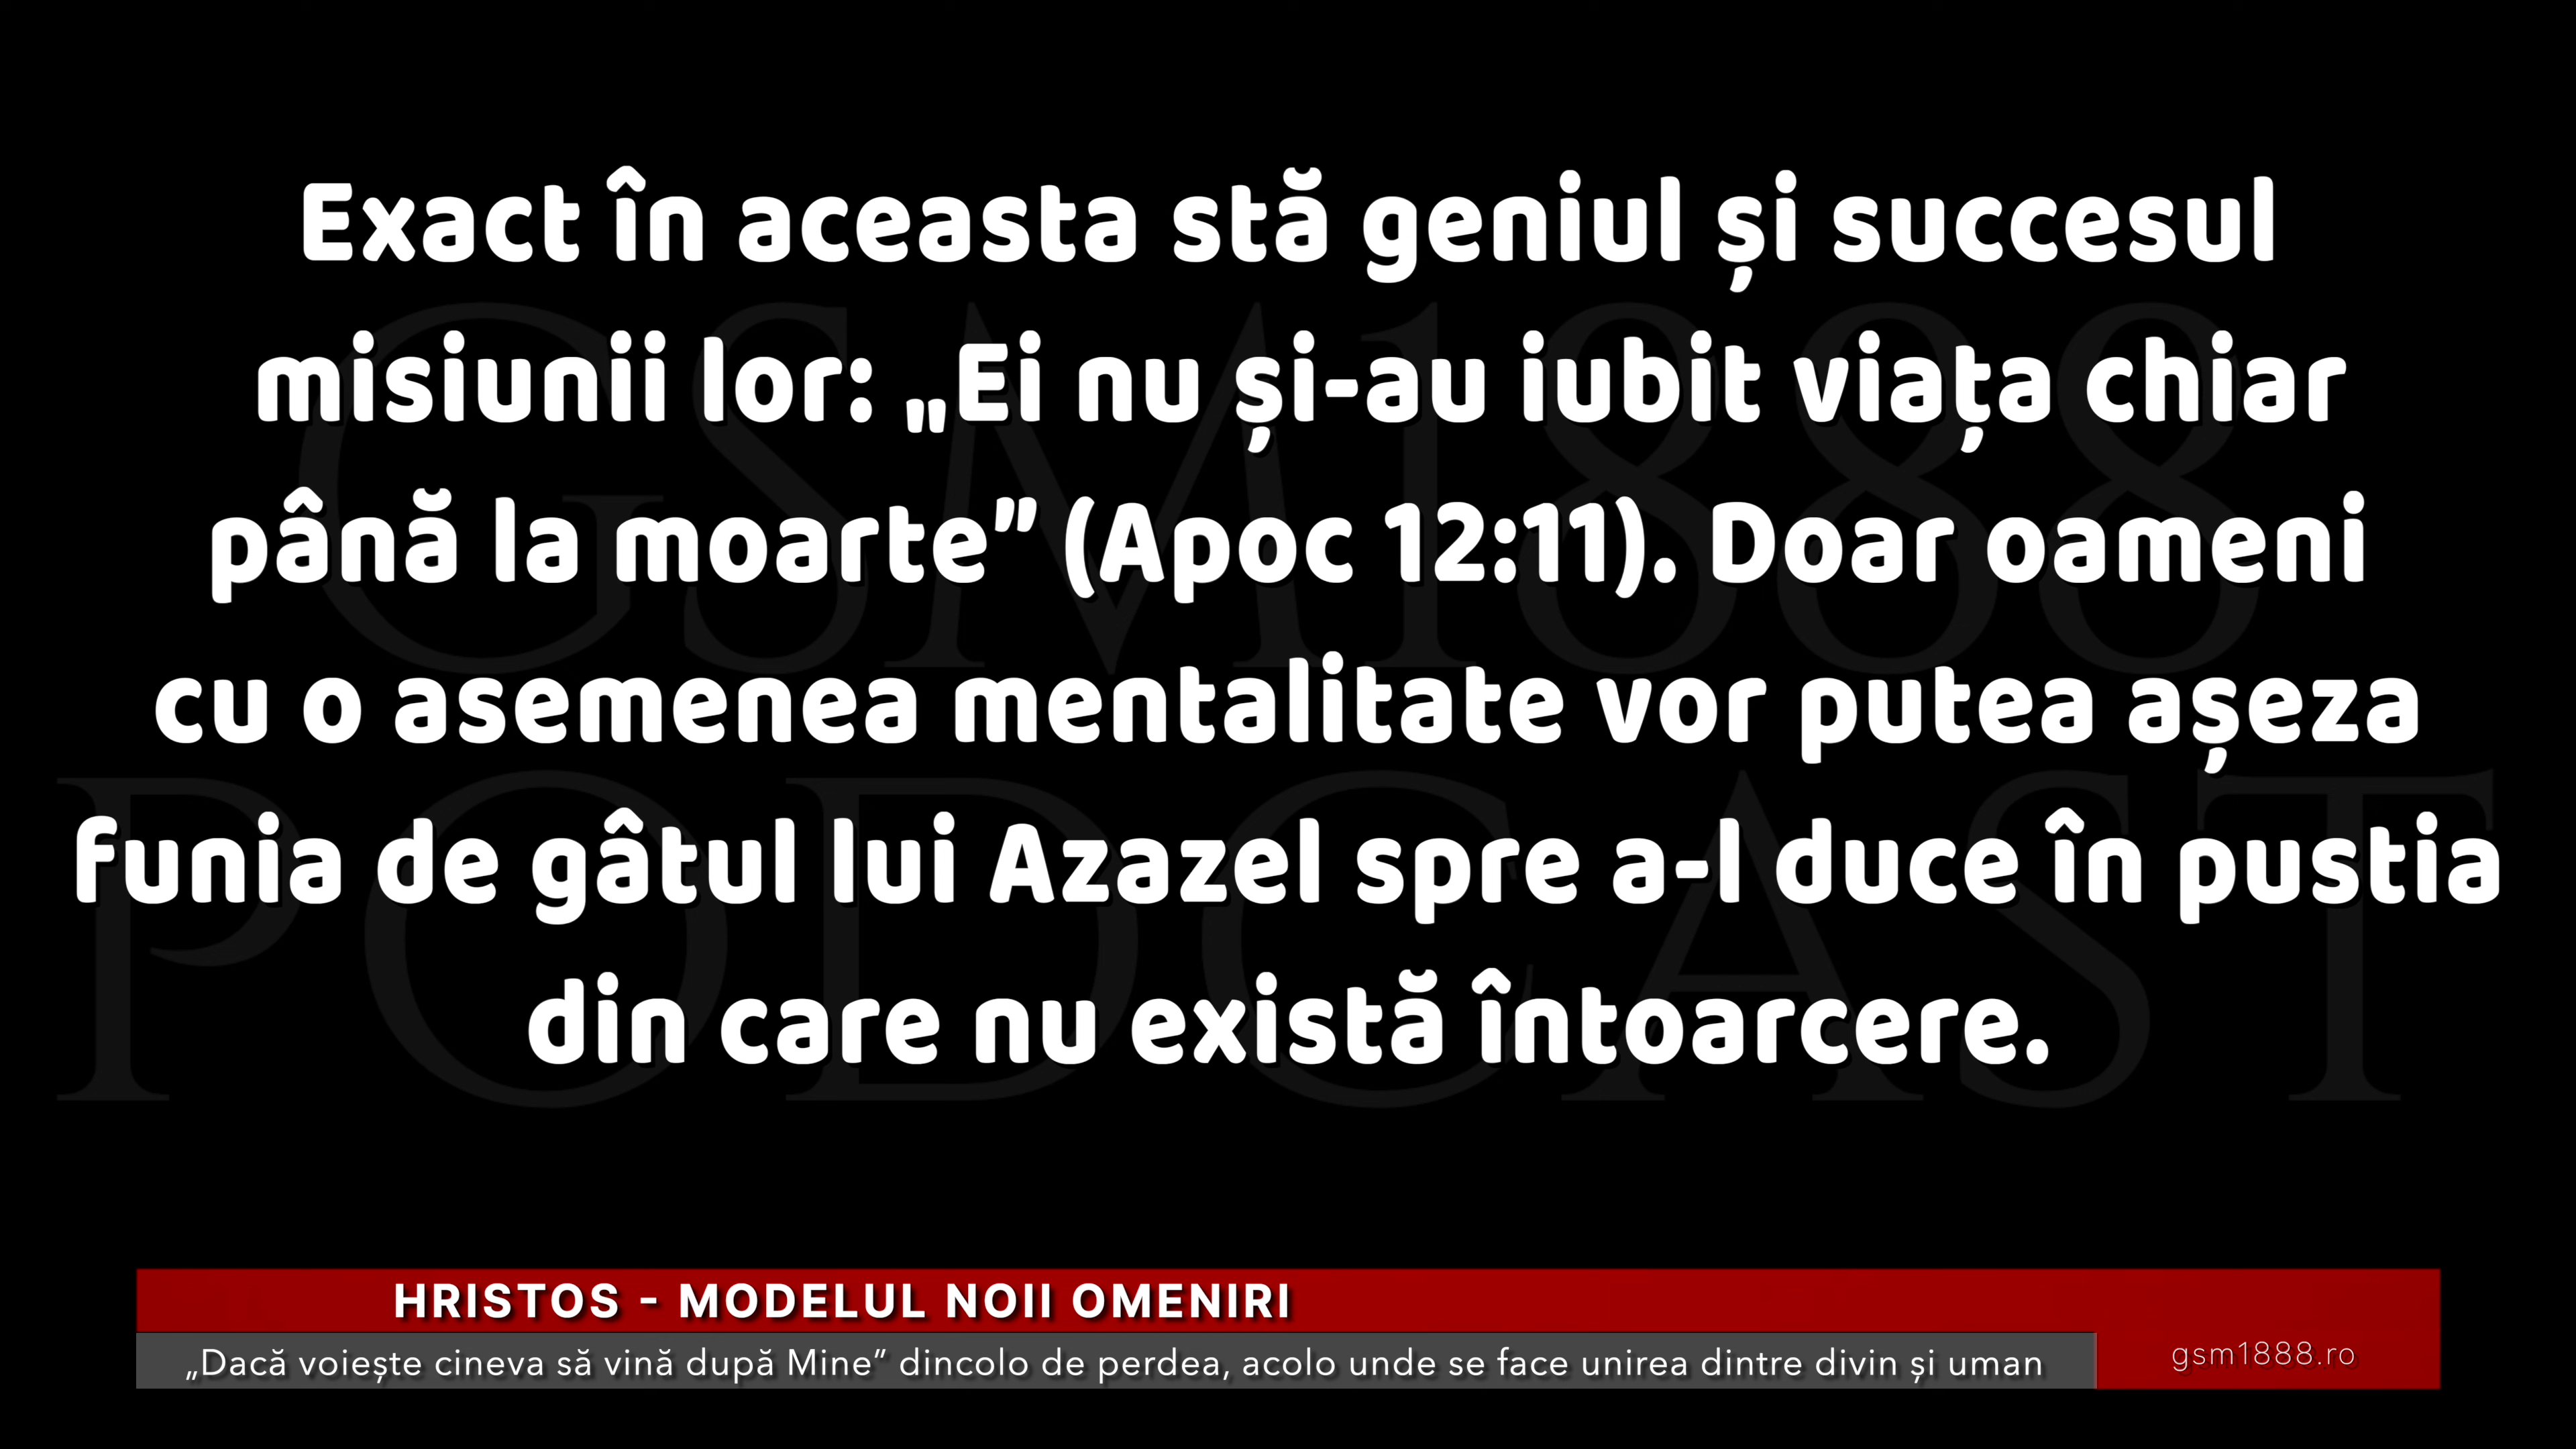 Exact în aceasta stă geniul și succesul
misiunii lor: „Ei nu și-au iubit viața chiar
până la moarte” (Apoc 12:11). Doar oameni
cu o asemenea mentalitate vor putea așeza
funia de gâtul lui Azazel spre a-l duce în pustia
din care nu există întoarcere.
GSM1888
PODCAST
HRISTOS - MODELUL NOII OMENIRI
„Dacă voiește cineva să vină după Mine” dincolo de perdea, acolo unde se face unirea dintre divin și uman
gsm1888.ro